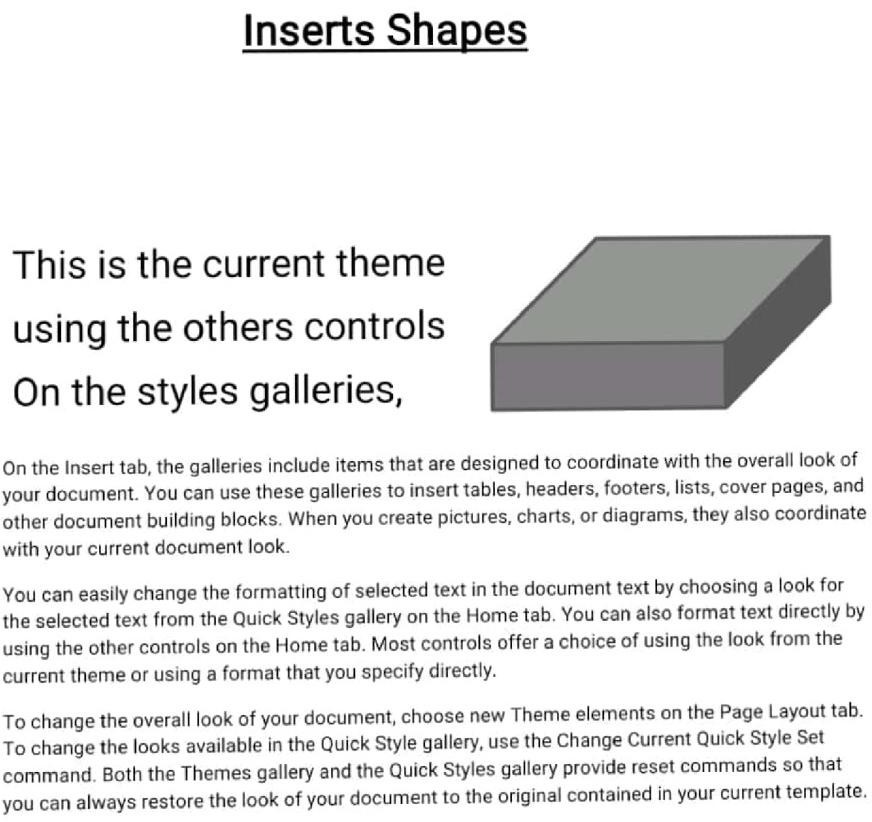 Inserts Shapes
This is the current theme
using the others controls
On the styles galleries,
On the Insert tab, the galleries include items that are designed to coordinate with the overall look of
your document. You can use these galleries to insert tables, headers, footers, lists, cover pages, and
other document building blocks. When you create pictures, charts, or diagrams, they also coordinate
with your current document look.
You can easily change the formatting of selected text in the document text by choosing a look for
the selected text from the Quick Styles gallery on the Home tab. You can also format text directly by
using the other controls on the Home tab. Most controls offer a choice of using the look from the
current theme or using a format that you specify directly.
To change the overall look of your document, choose new Theme elements on the Page Layout tab.
To change the looks available in the Quick Style gallery, use the Change Current Quick Style Set
command. Both the Themes gallery and the Quick Styles gallery provide reset commands so that
you can always restore the look of your document to the original contained in your current template.